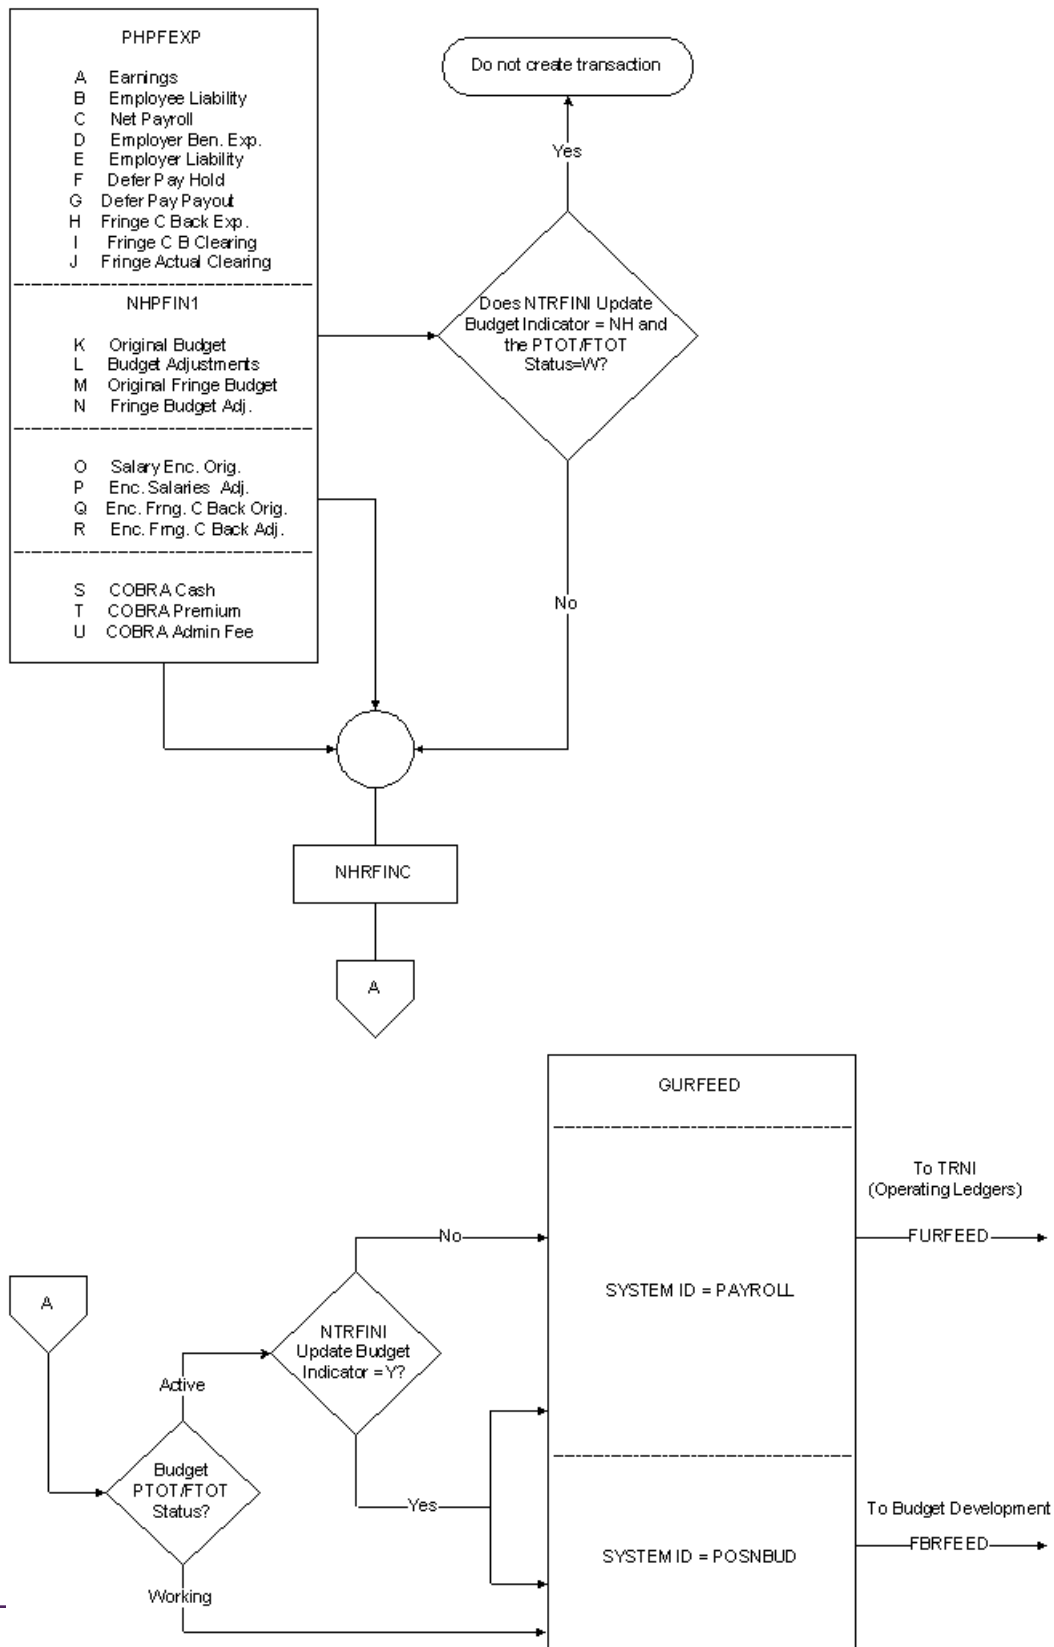 PHPFEXP
A Earnings
B Employee Liability
C Net Payroll
D Employer Ben. Exp.
E Employer Liability
F Defer Pay Hold
G Defer Pay Payout
H Fringe C Back Exp.
I Fringe C B Clearing
J Fringe Actual Clearing
NHPFIN1
K Original Budget
L Budget Adjustments
M Original Fringe Budget
N Fringe Budget Adj.
O Salary Enc. Orig.
P Enc. Salaries Adj.
Q Enc. Frng. C Back Orig.
R Enc. Frng. C Back Adj.
S COBRA Cash
T COBRA Premium
U COBRA Admin Fee
Do not create transaction
Yes
Does NTRFINI Update
Budget Indicator = NH and
the PTOT/FTOT
Status=W?
No
NHRFINC
A
GURFEED
SYSTEM ID = PAYROLL
SYSTEM ID = POSNBUD
To TRNI
(Operating Ledgers)
FURFEED
To Budget Development
FBRFEED
A
Budget
PTOT/FTOT
Status?
Active
Working
NTRFINI
Update Budget
Indicator = Y?
No
Yes